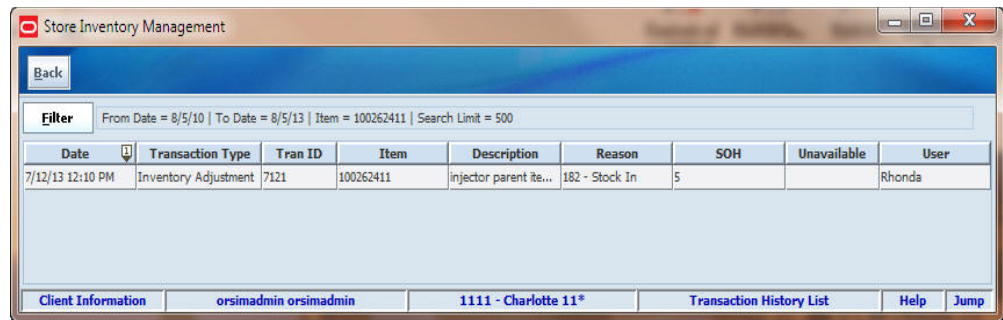 Store Inventory Management
Back
Filter From Date = 8/5/10 | To Date = 8/5/13 | Item = 100262411 | Search Limit = 500
Date 1 Transaction Type Tran ID Item Description Reason SOH Unavailable User
7/12/13 12:10 PM Inventory Adjustment 7121 100262411 injector parent ite... 182 - Stock In 5 Rhonda
Client Information orsimadmin orsimadmin 1111 - Charlotte 11* Transaction History List Help Jump